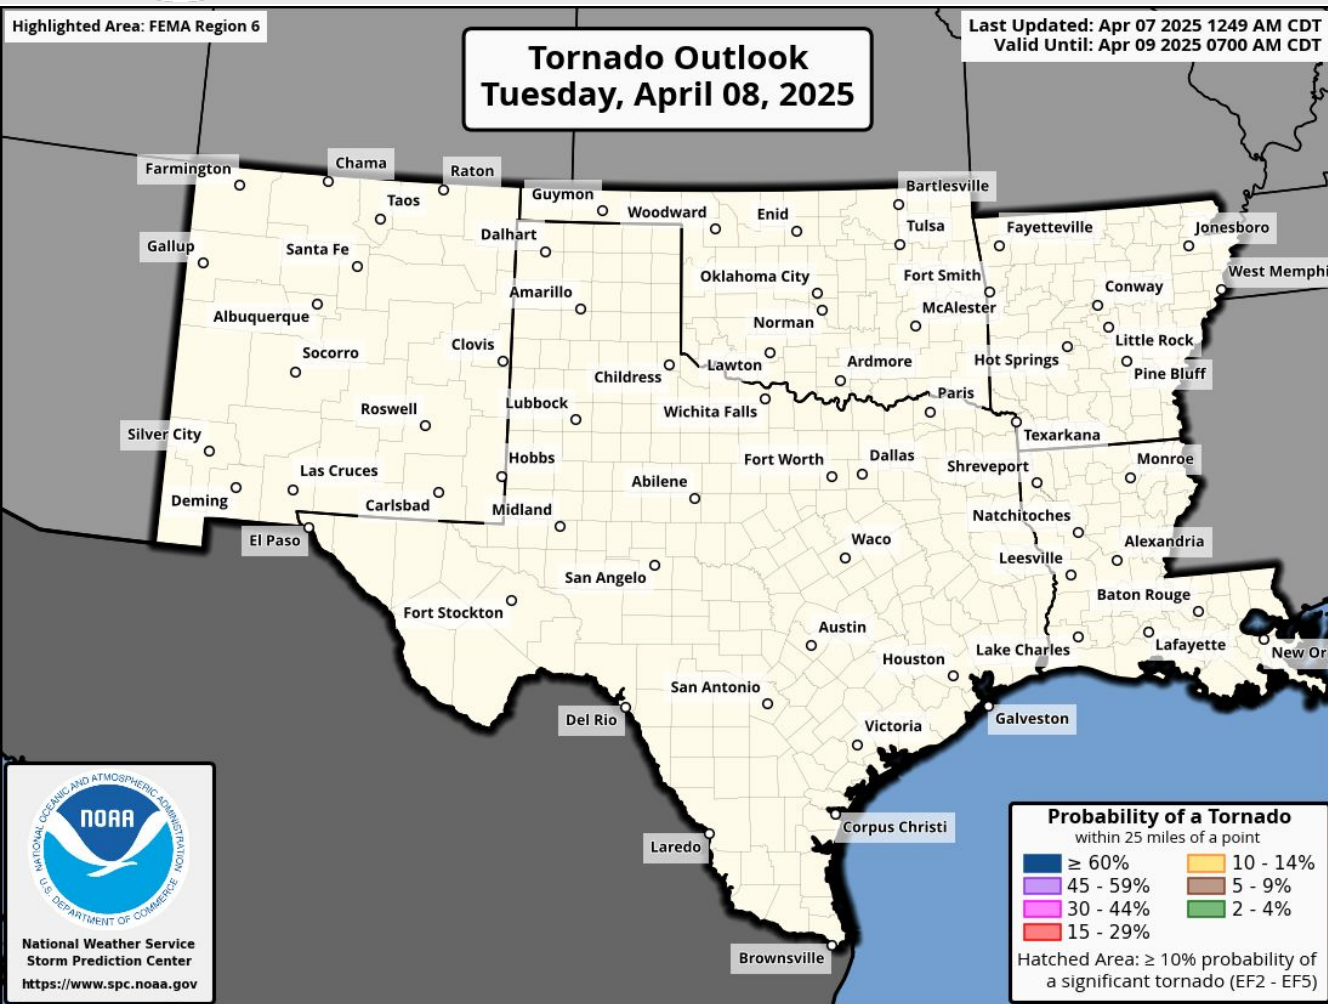 Highlighted Area: FEMA Region 6
Last Updated: Apr 07 2025 1249 AM CDT
Valid Until: Apr 09 2025 0700 AM CDT
Tornado Outlook
Tuesday, April 08, 2025
Farmington
Chama
Raton
Taos
Guymon
Woodward
Enid
Bartlesville
Tulsa
Fayetteville
Jonesboro
Gallup
Santa Fe
Dalhart
Oklahoma City
Fort Smith
West Memphi
Amarillo
Conway
Albuquerque
Norman
McAlester
Little Rock
Socorro
Clovis
Childress
Lawton
Ardmore
Hot Springs
Pine Bluff
Roswell
Lubbock
Wichita Falls
Paris
Silver City
Texarkana
Las Cruces
Hobbs
Abilene
Fort Worth
Dallas
Shreveport
Monroe
Deming
Carlsbad
Midland
Natchitoches
El Paso
Waco
Leesville
Alexandria
San Angelo
Fort Stockton
Baton Rouge
Austin
Lake Charles
Lafayette
New Or
Houston
San Antonio
Del Rio
Galveston
Victoria
Corpus Christi
Laredo
Brownsville
NATIONAL OCEANIC AND ATMOSPHERIC ADMINISTRATION
NOAA
U.S. DEPARTMENT OF COMMERCE
National Weather Service
Storm Prediction Center
https://www.spc.noaa.gov
Probability of a Tornado
within 25 miles of a point
≥ 60%
45 - 59%
30 - 44%
15 - 29%
10 - 14%
5 - 9%
2 - 4%
Hatched Area: ≥ 10% probability of
a significant tornado (EF2 - EF5)